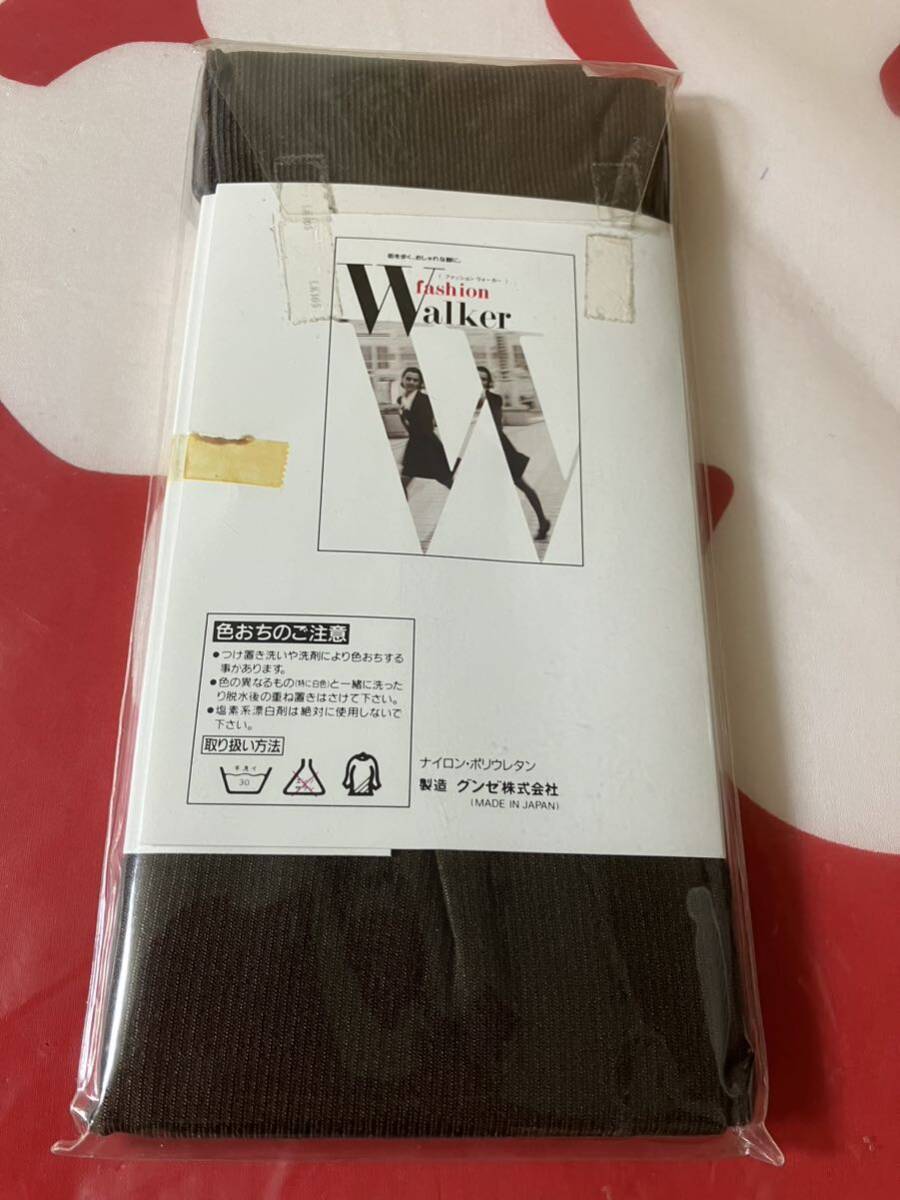 街を歩く、おしゃれな脚に。
( ファッション ウォーカー )
fashion
Walker
LK105
LK105
色おちのご注意
●つけ置き洗いや洗剤により色おちする
事があります。
●色の異なるもの(特に白色)と一緒に洗った
り脱水後の重ね置きはさけて下さい。
●塩素系漂白剤は絶対に使用しないで
下さい。
取り扱い方法
手洗イ
30
ナイロン・ポリウレタン
製造 グンゼ株式会社
(MADE IN JAPAN)